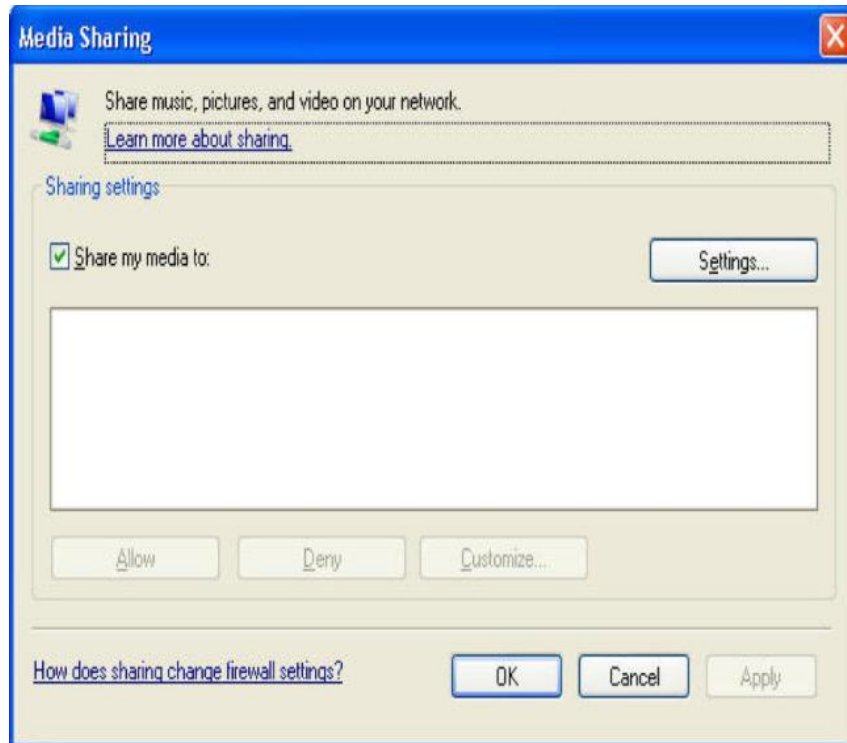 Media Sharing
Share music, pictures, and video on your network.
Learn more about sharing.
Sharing settings
Share my media to:
Settings...
Allow
Deny
Customize...
How does sharing change firewall settings?
OK
Cancel
Apply